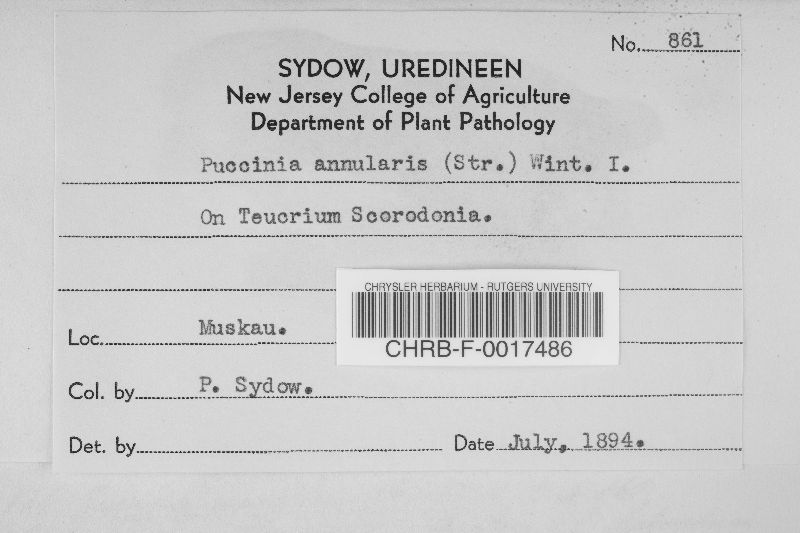 No. 861
SYDOW, UREDINEEN
New Jersey College of Agriculture
Department of Plant Pathology
Puccinia annularis (Str.) Wint. I.
On Teucrium Scorodonia.
CHRYSLER HERBARIUM - RUTGERS UNIVERSITY
CHRB-F-0017486
Loc. Muskau.
Col. by P. Sydow.
Det. by Date July, 1894.